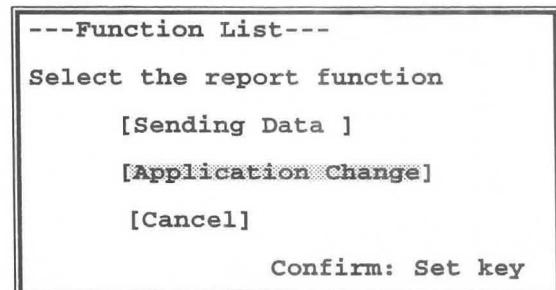 ---Function List---
Select the report function
[Sending Data ]
[Application Change]
[Cancel]
Confirm: Set key